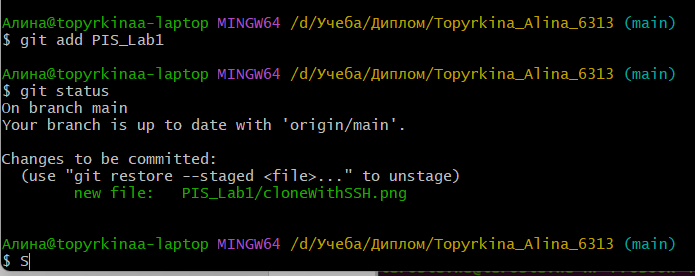 Алина@topyrkinaa-laptop MINGW64 /d/Учеба/Диплом/Topyrkina_Alina_6313 (main)
$ git add PIS_Lab1

Алина@topyrkinaa-laptop MINGW64 /d/Учеба/Диплом/Topyrkina_Alina_6313 (main)
$ git status
On branch main
Your branch is up to date with 'origin/main'.

Changes to be committed:
  (use "git restore --staged <file>..." to unstage)
        new file:   PIS_Lab1/cloneWithSSH.png

Алина@topyrkinaa-laptop MINGW64 /d/Учеба/Диплом/Topyrkina_Alina_6313 (main)
$ S